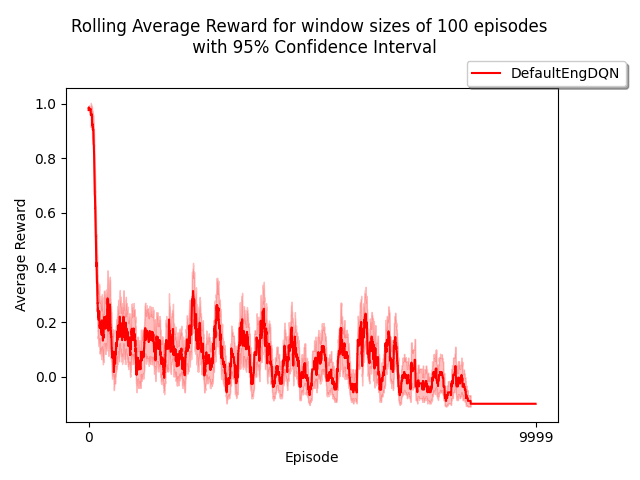 Rolling Average Reward for window sizes of 100 episodes
with 95% Confidence Interval
DefaultEngDQN
1.0
0.8
0.6
0.4
0.2
0.0
Average Reward
0
9999
Episode